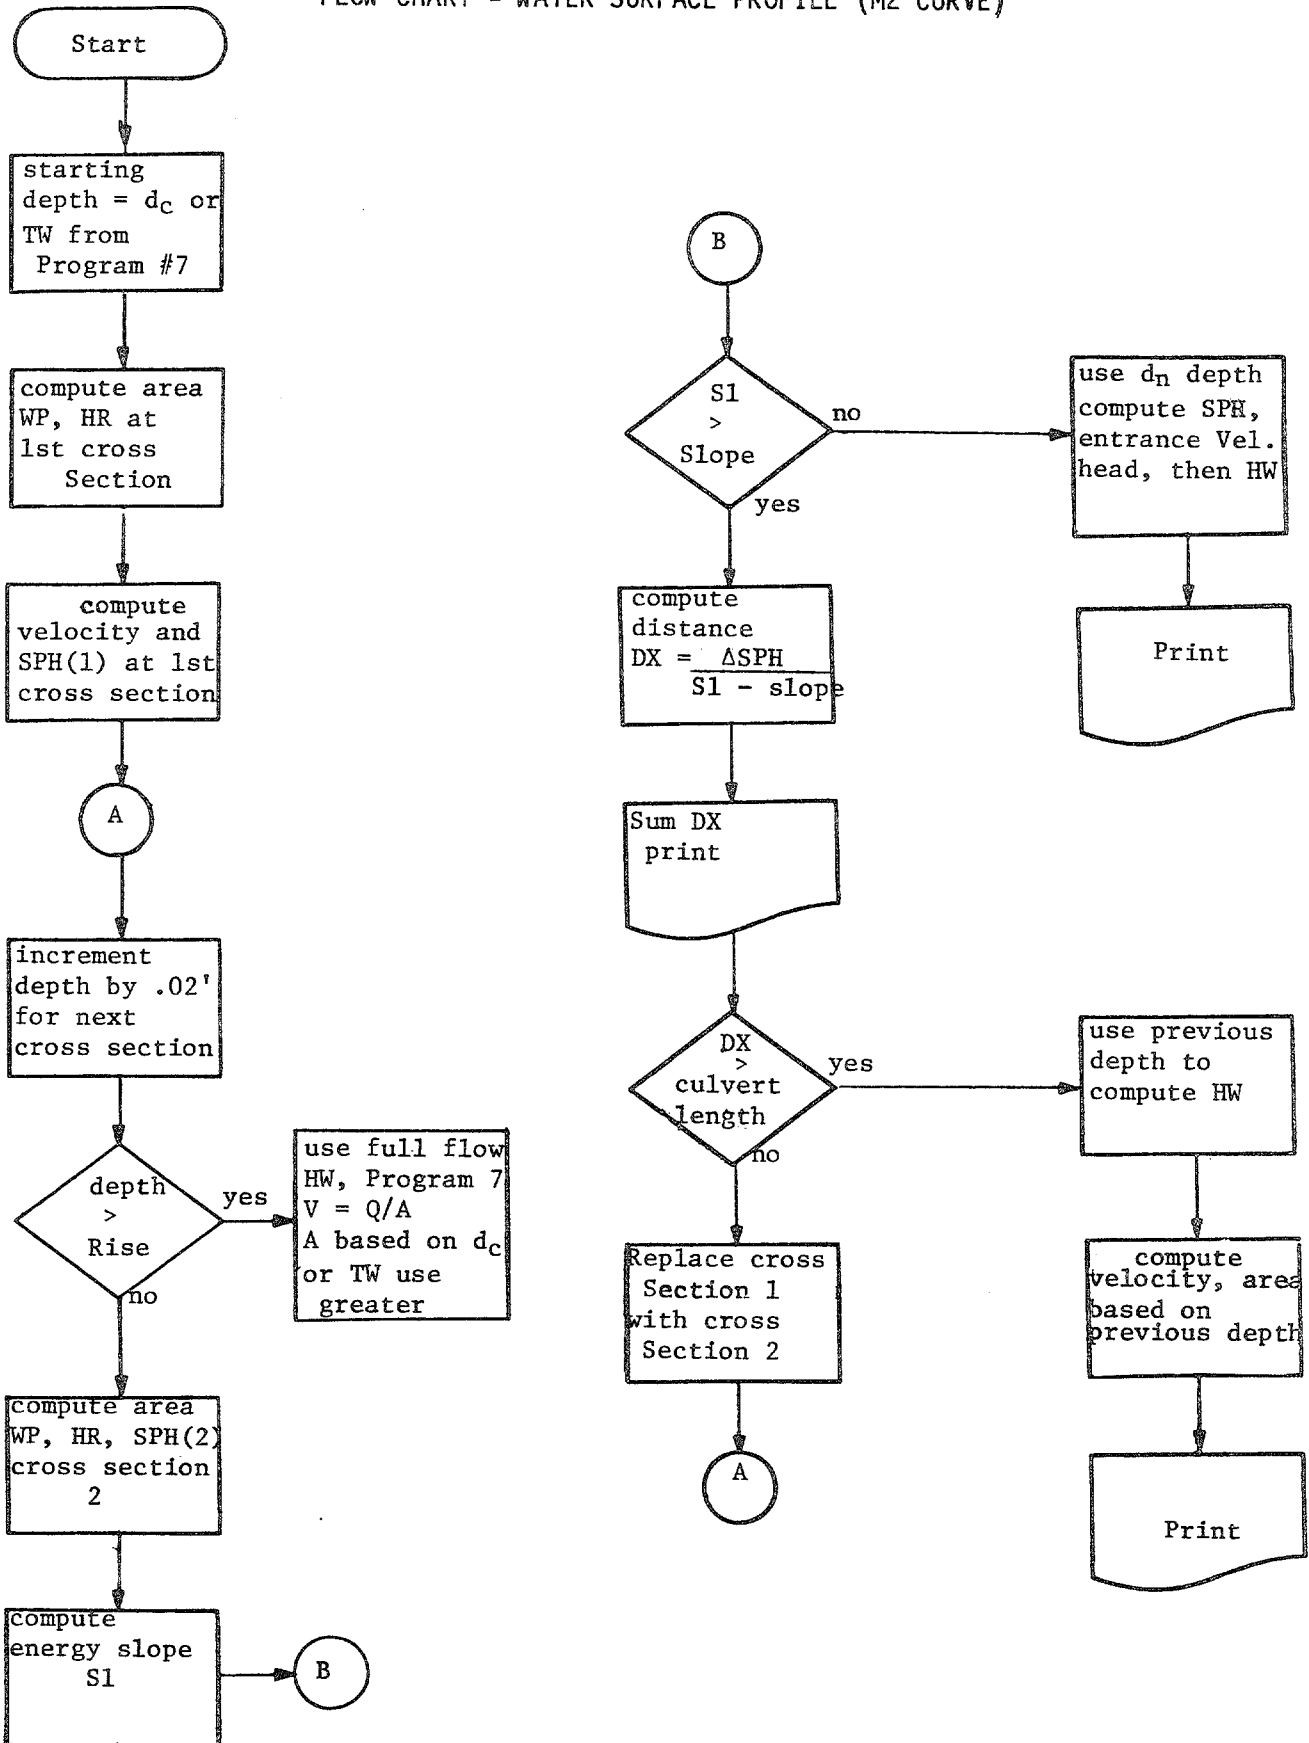 FLOW CHART - WATER SURFACE PROFILE (M2 CURVE)
Start
starting
depth = dc or
TW from
Program #7
compute area
WP, HR at
1st cross
Section
compute
velocity and
SPH(1) at 1st
cross section
A
increment
depth by .02'
for next
cross section
depth
>
Rise
yes
no
use full flow
HW, Program 7
V = Q/A
A based on dc
or TW use
greater
compute area
WP, HR, SPH(2)
cross section
2
compute
energy slope
S1
B
B
S1
>
Slope
no
yes
use dn depth
compute SPH,
entrance Vel.
head, then HW
Print
compute
distance
DX = ΔSPH
S1 - slope
Sum DX
print
DX
>
culvert
length
yes
no
use previous
depth to
compute HW
compute
velocity, area
based on
previous depth
Print
Replace cross
Section 1
with cross
Section 2
A